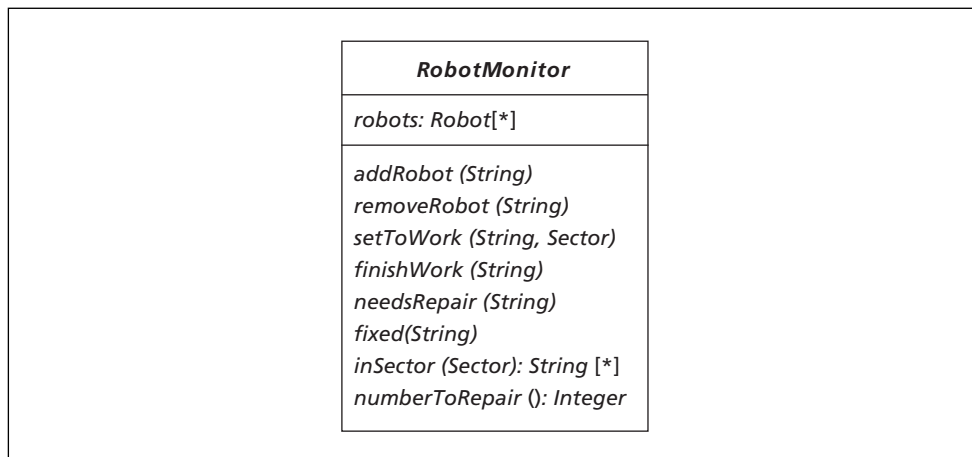 RobotMonitor
robots: Robot[*]
addRobot (String)
removeRobot (String)
setToWork (String, Sector)
finishWork (String)
needsRepair (String)
fixed(String)
inSector (Sector): String [*]
numberToRepair (): Integer